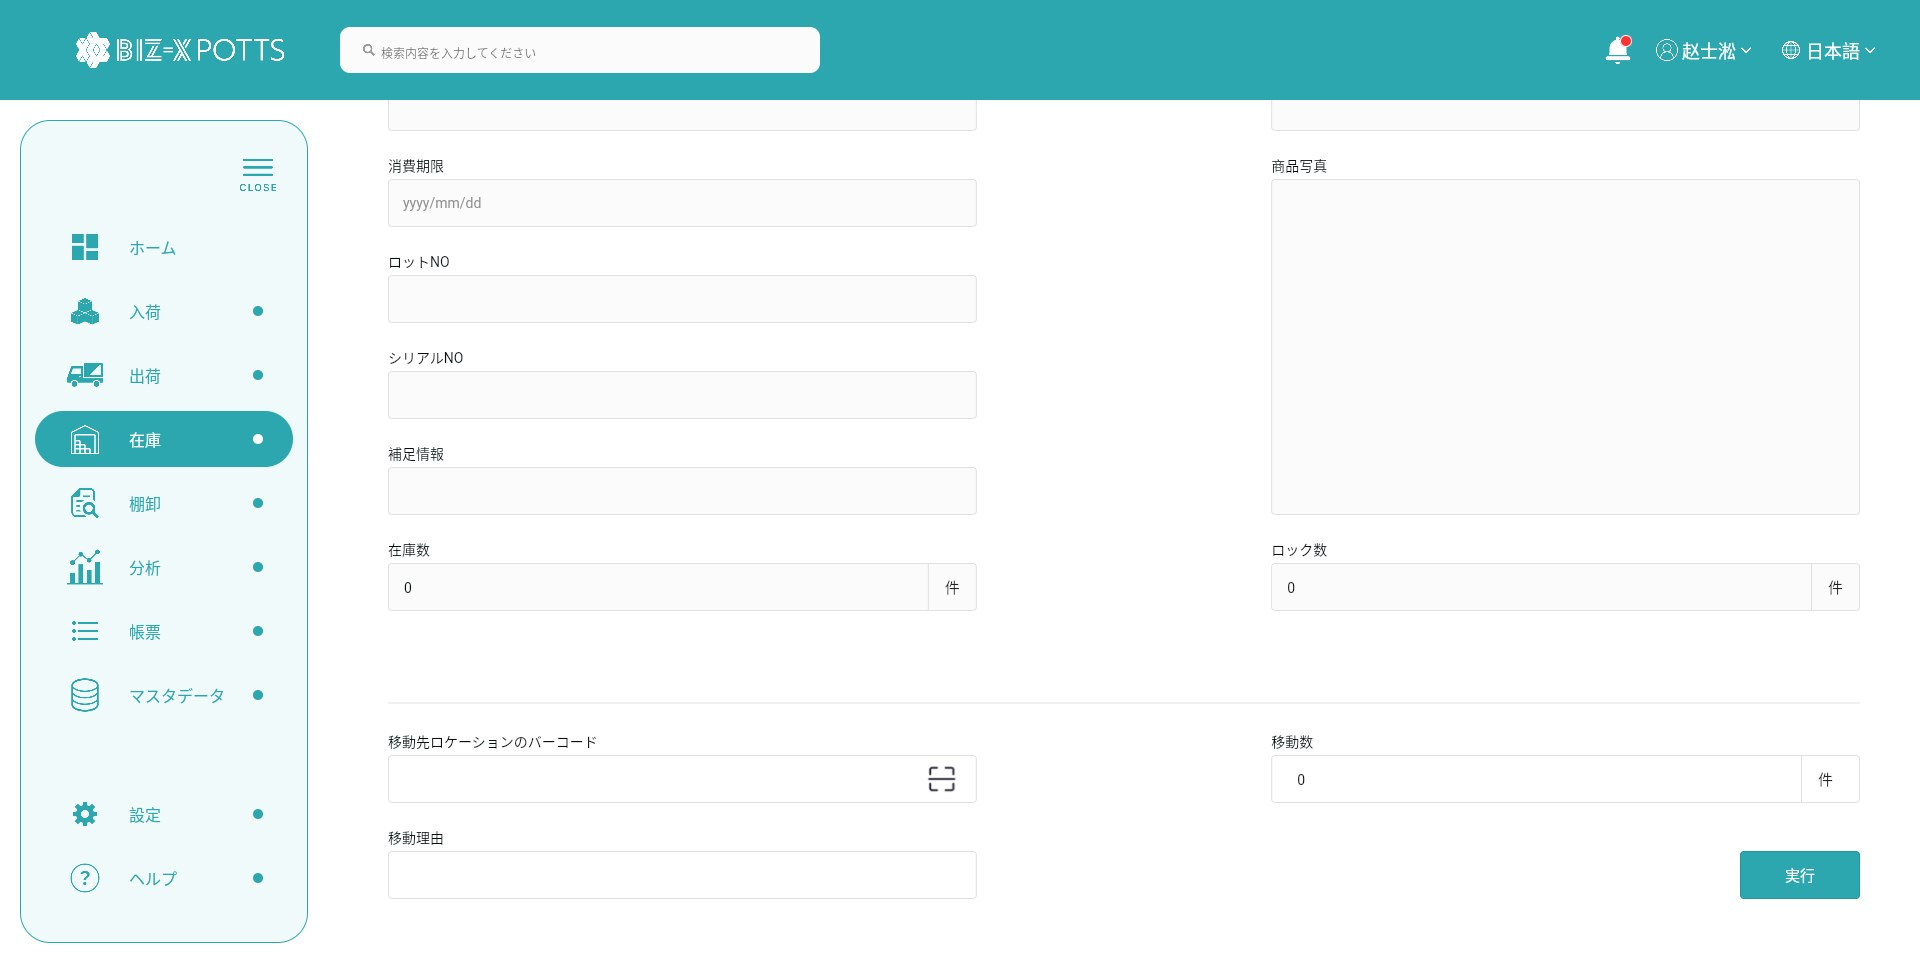 BIZ=X POTTS
検索内容を入力してください
赵士淞
日本語
CLOSE
ホーム
入荷
出荷
在庫
棚卸
分析
帳票
マスタデータ
設定
ヘルプ
消費期限
yyyy/mm/dd
商品写真
ロットNO
シリアルNO
補足情報
在庫数
0 件
ロック数
0 件
移動先ロケーションのバーコード
移動数
0 件
移動理由
実行